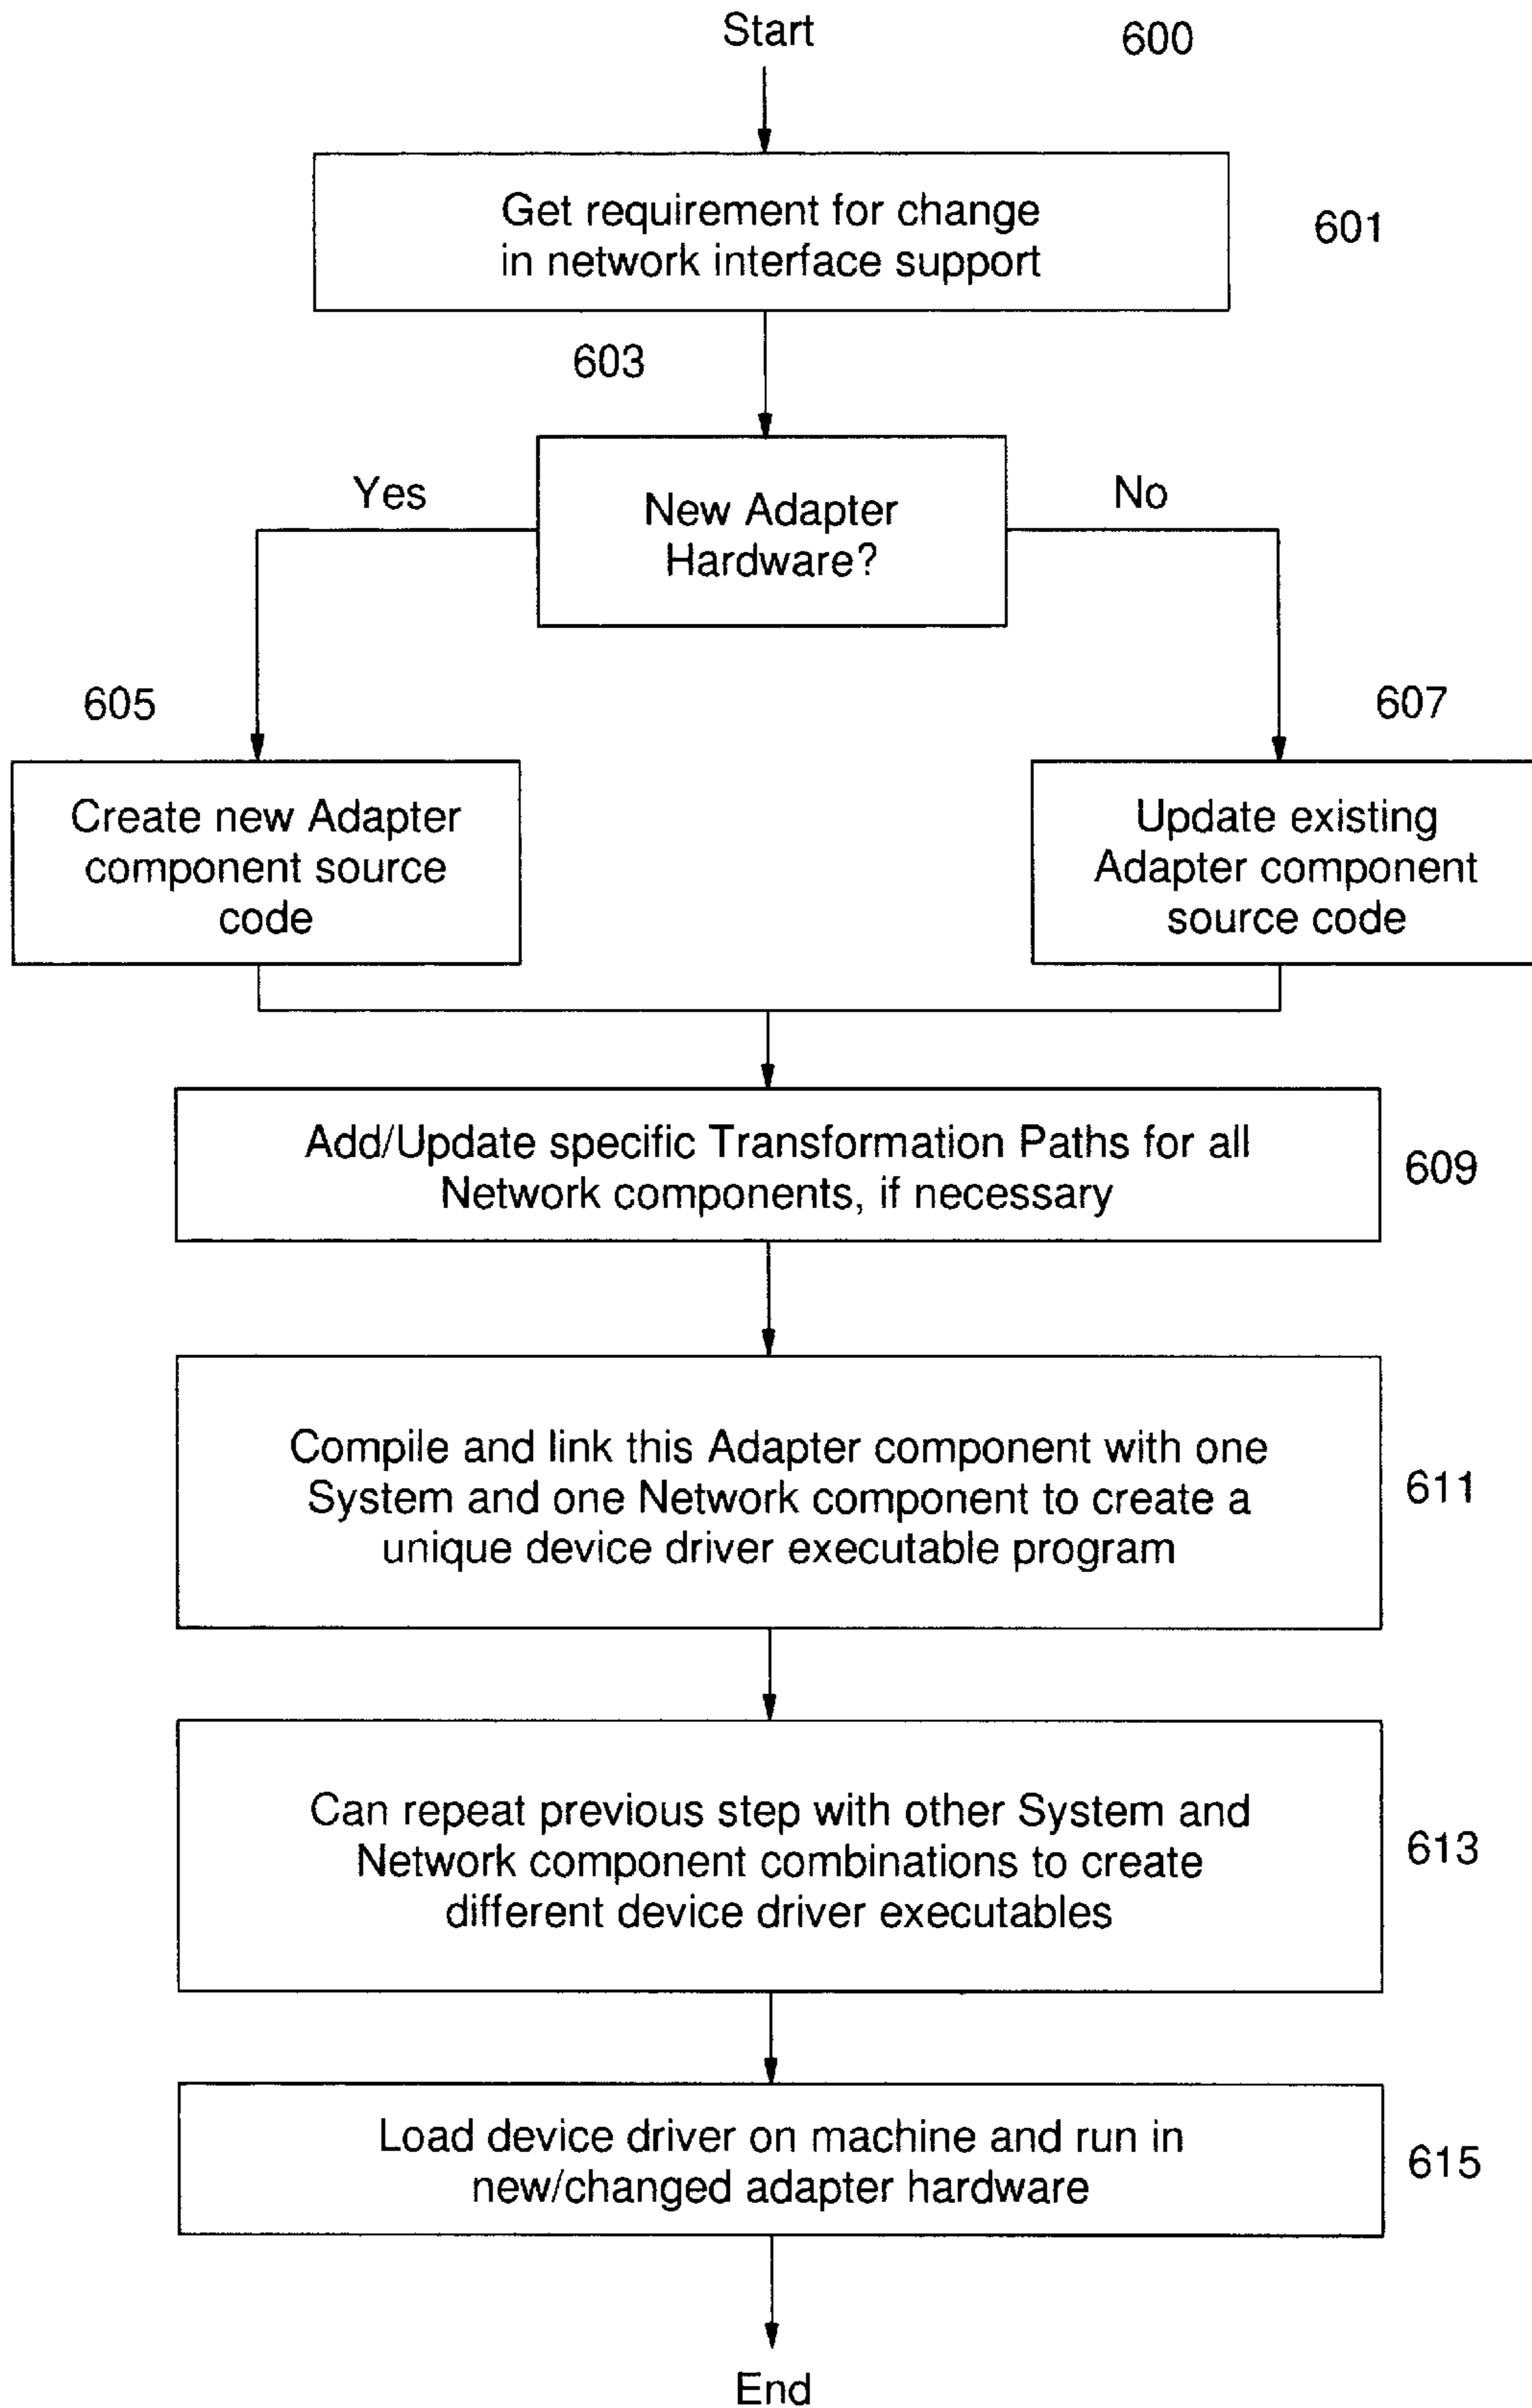 Start
600
Get requirement for change
in network interface support
601
603
Yes
New Adapter
Hardware?
No
605
607
Create new Adapter
component source
code
Update existing
Adapter component
source code
Add/Update specific Transformation Paths for all
Network components, if necessary
609
Compile and link this Adapter component with one
System and one Network component to create a
unique device driver executable program
611
Can repeat previous step with other System and
Network component combinations to create
different device driver executables
613
Load device driver on machine and run in
new/changed adapter hardware
615
End